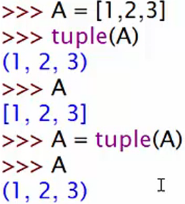 >>> A = [1,2,3]
>>> tuple(A)
(1, 2, 3)
>>> A
[1, 2, 3]
>>> A = tuple(A)
>>> A
(1, 2, 3)